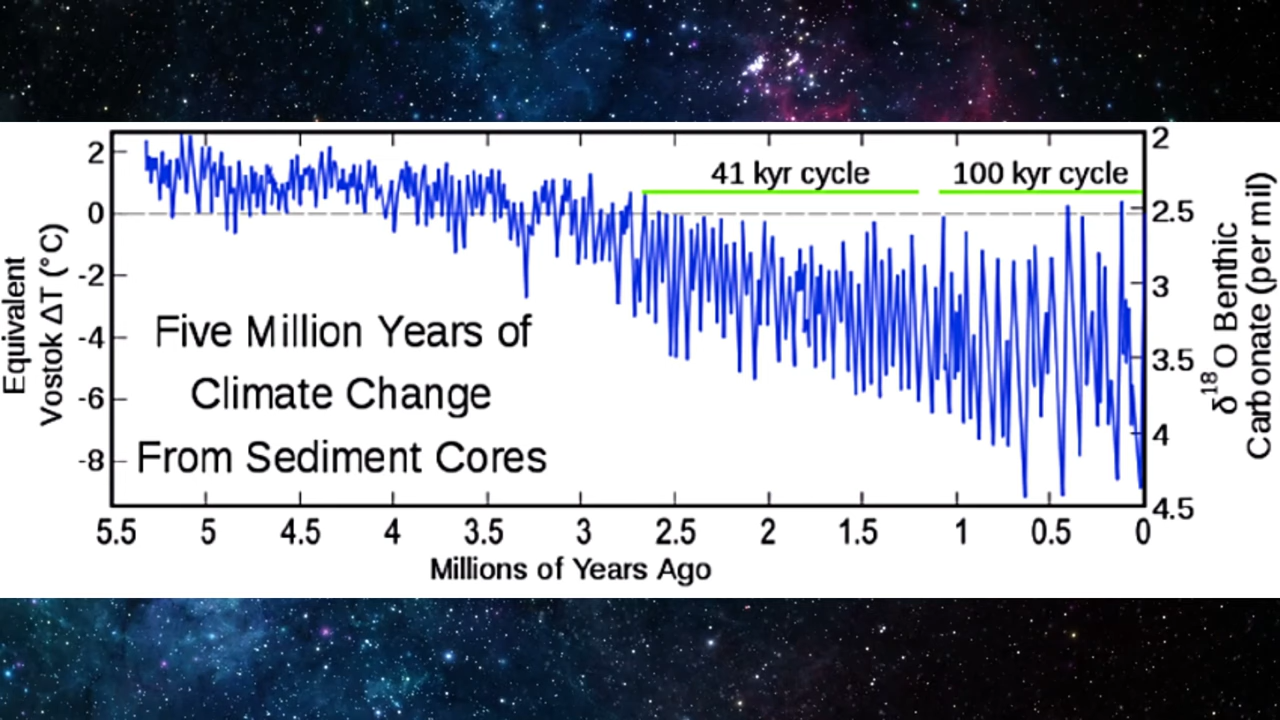 41 kyr cycle
100 kyr cycle
Five Million Years of
Climate Change
From Sediment Cores
Equivalent
Vostok ΔT (°C)
2
0
-2
-4
-6
-8
2
2.5
3
3.5
4
4.5
δ18O Benthic
Carbonate (per mil)
5.5 5 4.5 4 3.5 3 2.5 2 1.5 1 0.5 0
Millions of Years Ago